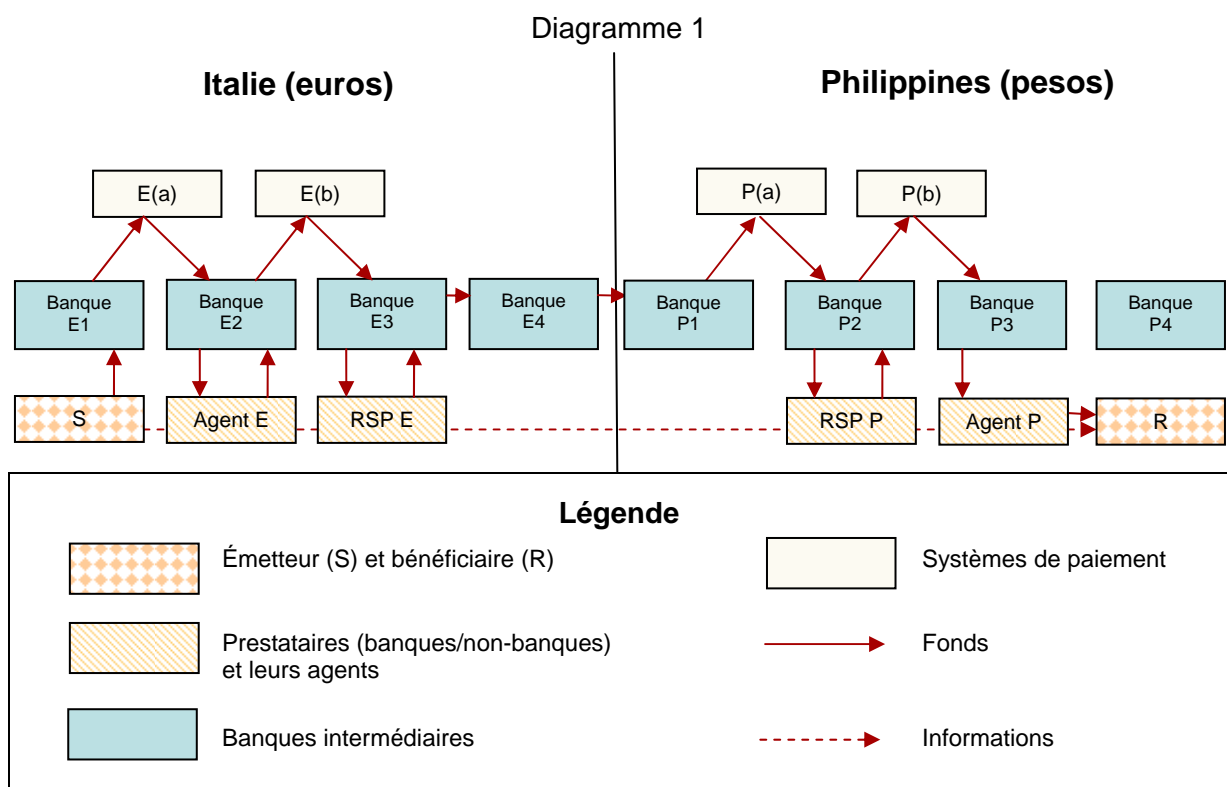 Diagramme 1
Italie (euros)
Philippines (pesos)
E(a)
E(b)
P(a)
P(b)
Banque
E1
Banque
E2
Banque
E3
Banque
E4
Banque
P1
Banque
P2
Banque
P3
Banque
P4
S
Agent E
RSP E
RSP P
Agent P
R
Légende
Émetteur (S) et bénéficiaire (R)
Systèmes de paiement
Prestataires (banques/non-banques)
et leurs agents
Fonds
Banques intermédiaires
Informations